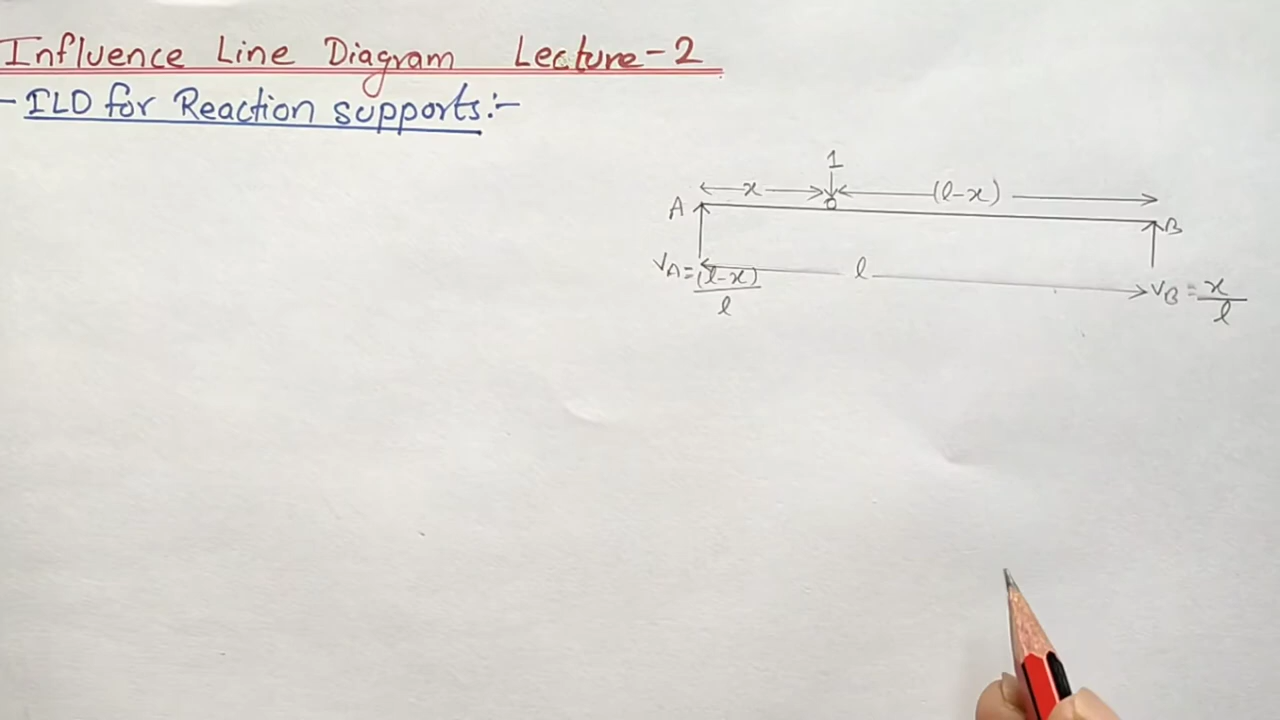 Influence Line Diagram Lecture-2
- ILD for Reaction supports:-
1
x (l-x)
A B
l
VA = (l-x)/l VB = x/l